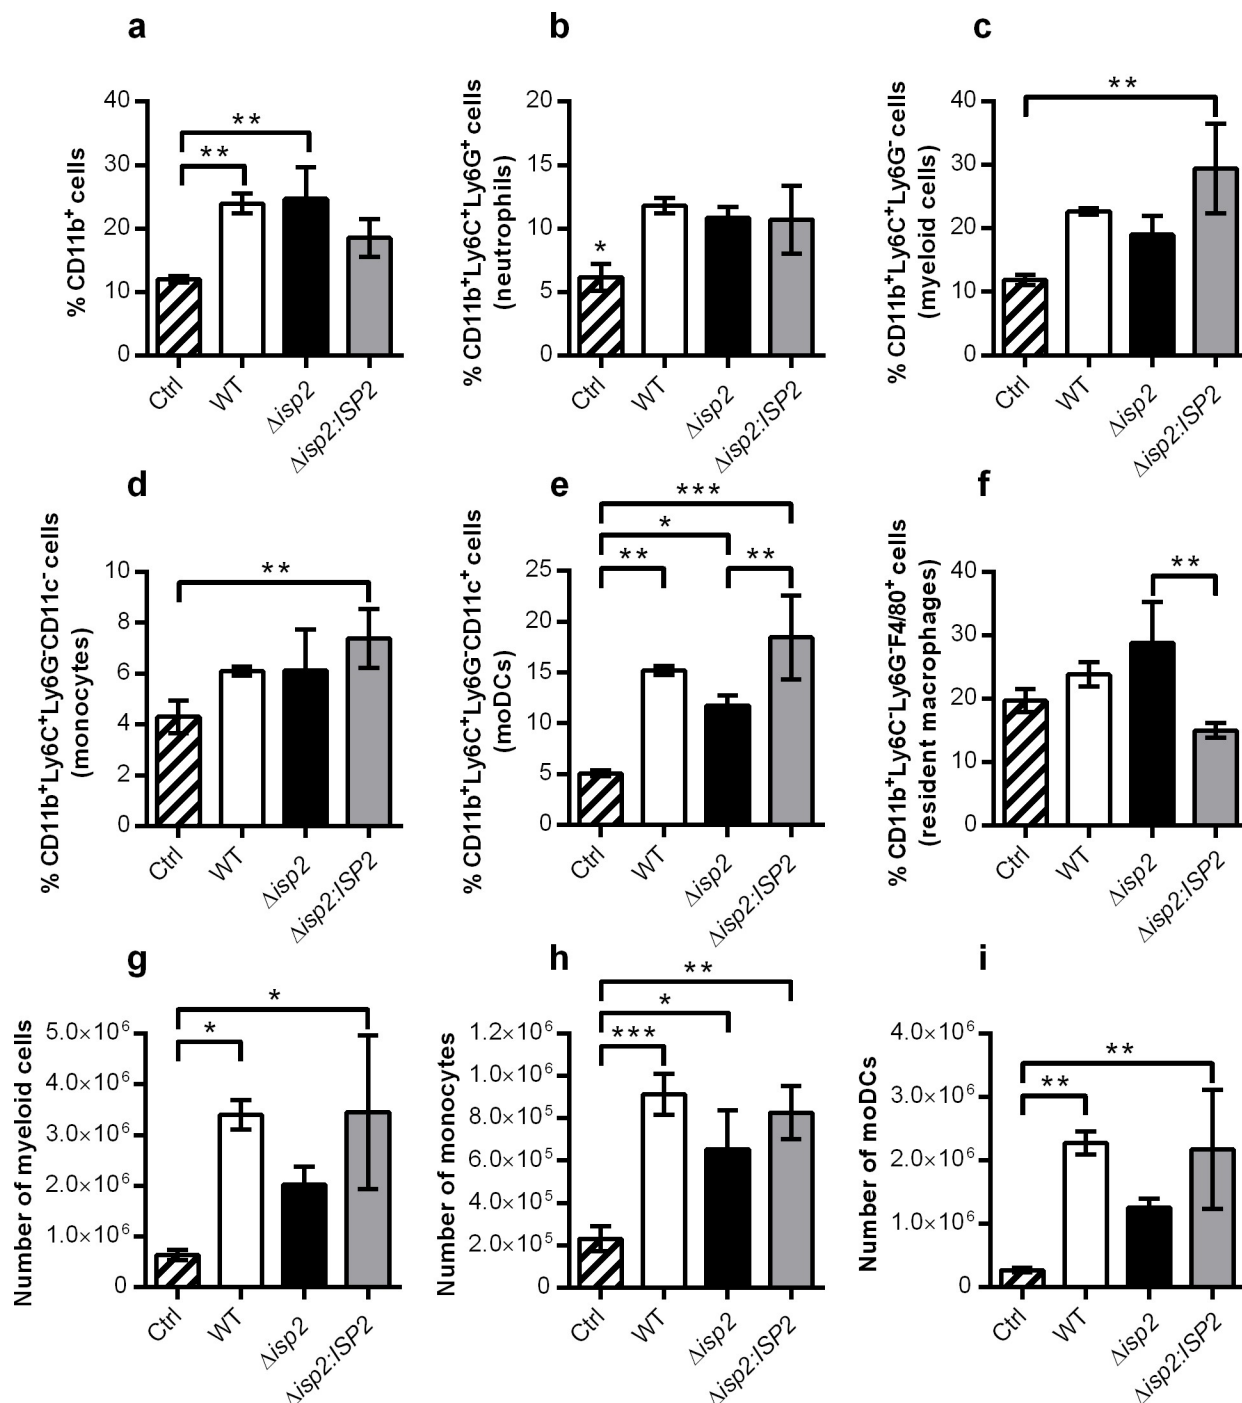 a
% CD11b⁺ cells
40
30
20
10
0
**
**
Ctrl
WT
Δisp2
Δisp2:ISP2
b
% CD11b⁺Ly6C⁺Ly6G⁺ cells
(neutrophils)
20
15
10
5
0
*
Ctrl
WT
Δisp2
Δisp2:ISP2
c
% CD11b⁺Ly6C⁺Ly6G⁻ cells
(myeloid cells)
40
30
20
10
0
**
Ctrl
WT
Δisp2
Δisp2:ISP2
d
% CD11b⁺Ly6C⁺Ly6G⁻CD11c⁻ cells
(monocytes)
10
8
6
4
2
0
**
Ctrl
WT
Δisp2
Δisp2:ISP2
e
% CD11b⁺Ly6C⁺Ly6G⁻CD11c⁺ cells
(moDCs)
25
20
15
10
5
0
***
*
**
**
Ctrl
WT
Δisp2
Δisp2:ISP2
f
% CD11b⁺Ly6C⁻Ly6G⁻F4/80⁺ cells
(resident macrophages)
40
30
20
10
0
**
Ctrl
WT
Δisp2
Δisp2:ISP2
g
Number of myeloid cells
5.0×10⁶
4.0×10⁶
3.0×10⁶
2.0×10⁶
1.0×10⁶
0
*
*
Ctrl
WT
Δisp2
Δisp2:ISP2
h
Number of monocytes
1.2×10⁶
1.0×10⁶
8.0×10⁵
6.0×10⁵
4.0×10⁵
2.0×10⁵
0
**
*
***
Ctrl
WT
Δisp2
Δisp2:ISP2
i
Number of moDCs
4.0×10⁶
3.0×10⁶
2.0×10⁶
1.0×10⁶
0
**
**
Ctrl
WT
Δisp2
Δisp2:ISP2